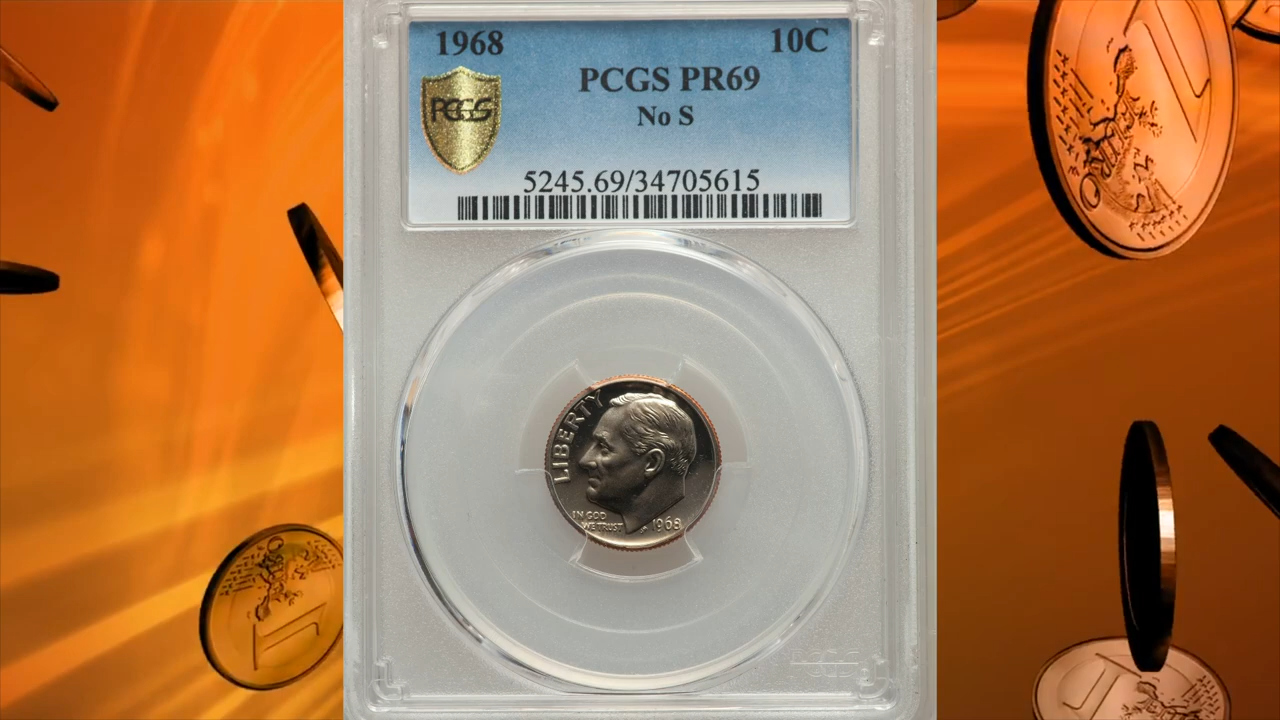 1968 10C
PCGS PR69
No S
PCGS
5245.69/34705615
LIBERTY
IN GOD
WE TRUST
1968
PCGS